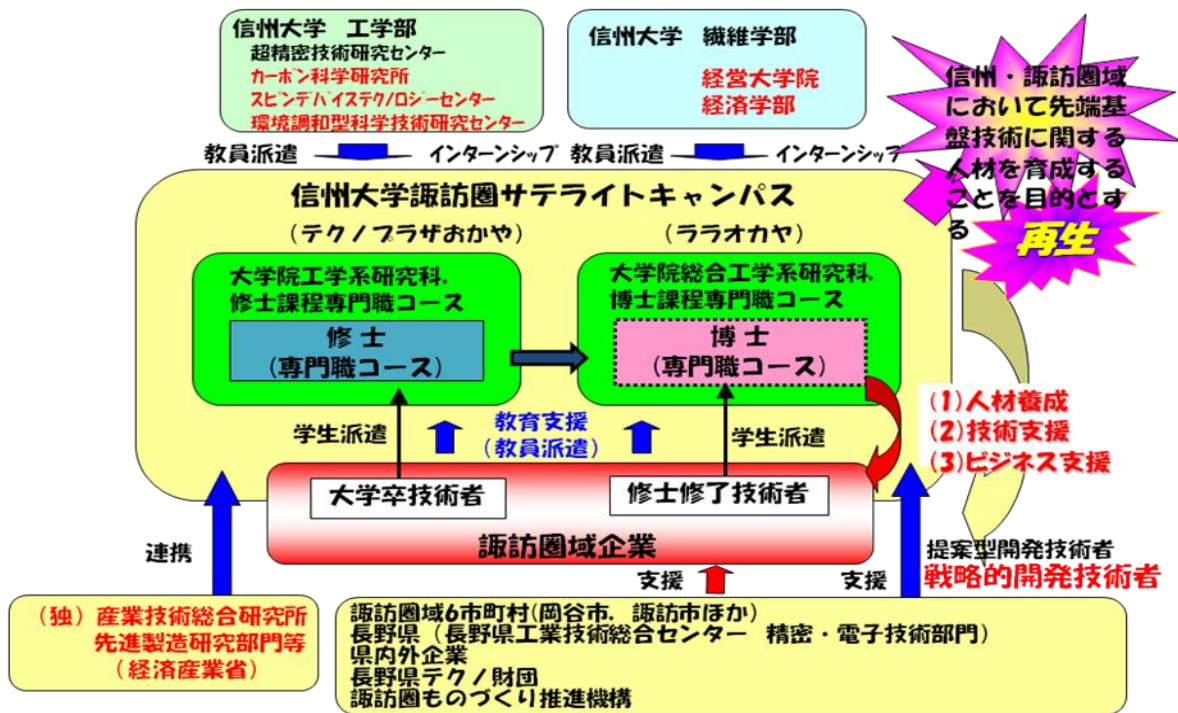 信州大学 工学部
超精密技術研究センター
カーボン科学研究所
スピンデバイステクノロジーセンター
環境調和型科学技術研究センター
信州大学 繊維学部
経営大学院
経済学部
信州・諏訪圏域
において先端基
盤技術に関する
人材を育成する
ことを目的とす
る
再生
教員派遣
インターンシップ
教員派遣
インターンシップ
信州大学諏訪圏サテライトキャンパス
(テクノプラザおかや)
(ララオカヤ)
大学院工学系研究科.
修士課程専門職コース
修士
(専門職コース)
大学院総合工学系研究科.
博士課程専門職コース
博士
(専門職コース)
学生派遣
教育支援
(教員派遣)
学生派遣
(1)人材養成
(2)技術支援
(3)ビジネス支援
大学卒技術者
修士修了技術者
諏訪圏域企業
連携
支援
支援
提案型開発技術者
戦略的開発技術者
(独)産業技術総合研究所
先進製造研究部門等
(経済産業省)
諏訪圏域6市町村(岡谷市. 諏訪市ほか)
長野県(長野県工業技術総合センター 精密・電子技術部門)
県内外企業
長野県テクノ財団
諏訪圏ものづくり推進機構